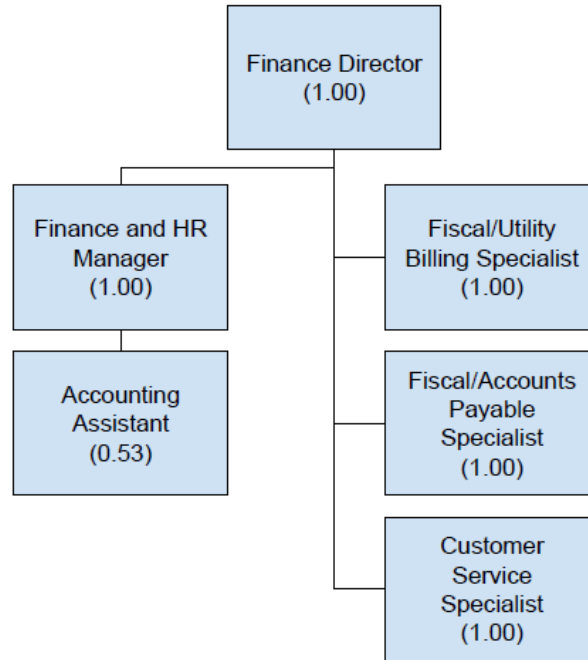 Finance Director
(1.00)
Finance and HR
Manager
(1.00)
Accounting
Assistant
(0.53)
Fiscal/Utility
Billing Specialist
(1.00)
Fiscal/Accounts
Payable
Specialist
(1.00)
Customer
Service
Specialist
(1.00)